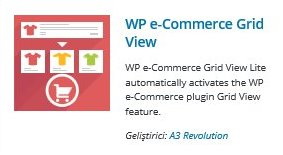 WP e-Commerce Grid
View
WP e-Commerce Grid View Lite
automatically activates the WP
e-Commerce plugin Grid View
feature.
Geliştirici: A3 Revolution